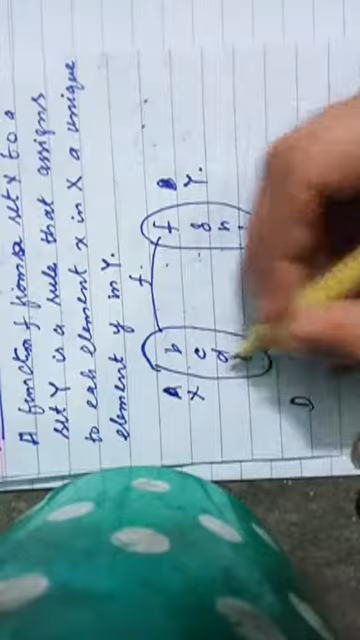 A function f from a set X to a
set Y is a rule that assigns
to each element x in X a unique
element y in Y.
f
A B
X Y.
b f
c g
d h
D